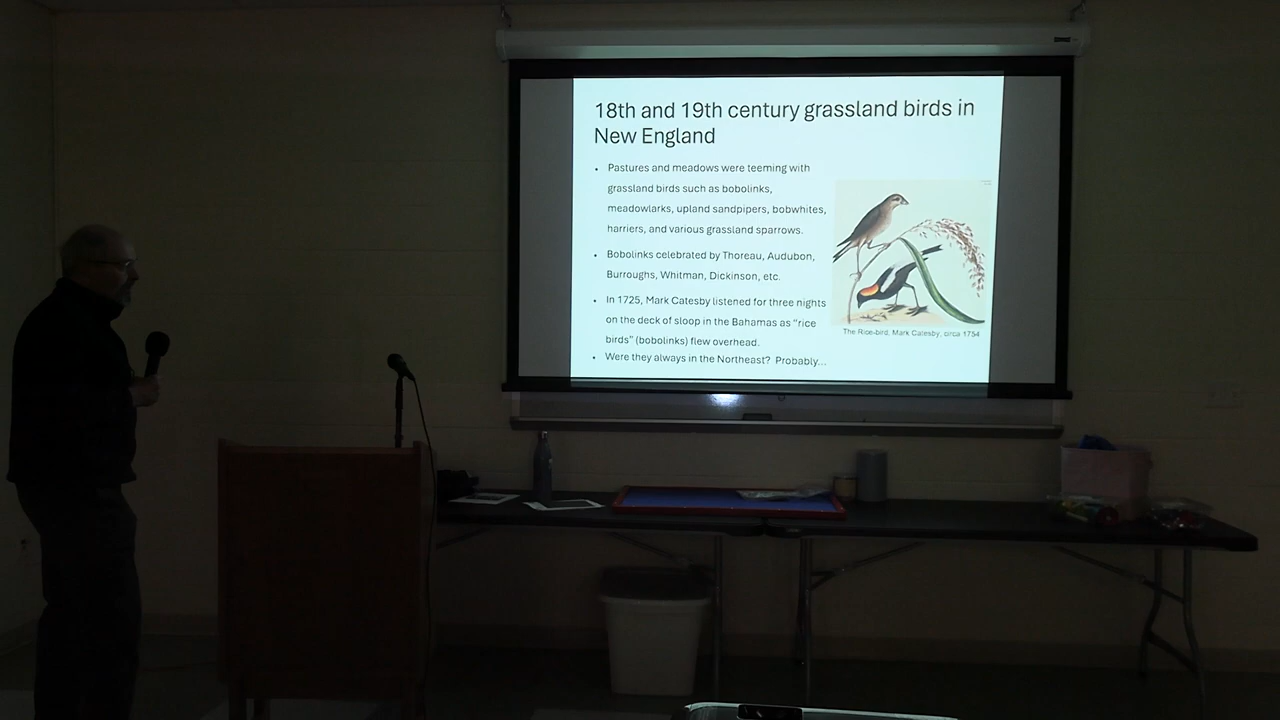 18th and 19th century grassland birds in
New England
• Pastures and meadows were teeming with
grassland birds such as bobolinks,
meadowlarks, upland sandpipers, bobwhites,
harriers, and various grassland sparrows.
• Bobolinks celebrated by Thoreau, Audubon,
Burroughs, Whitman, Dickinson, etc.
• In 1725, Mark Catesby listened for three nights
on the deck of sloop in the Bahamas as “rice
birds” (bobolinks) flew overhead.
• Were they always in the Northeast? Probably...
The Rice-bird, Mark Catesby, circa 1754